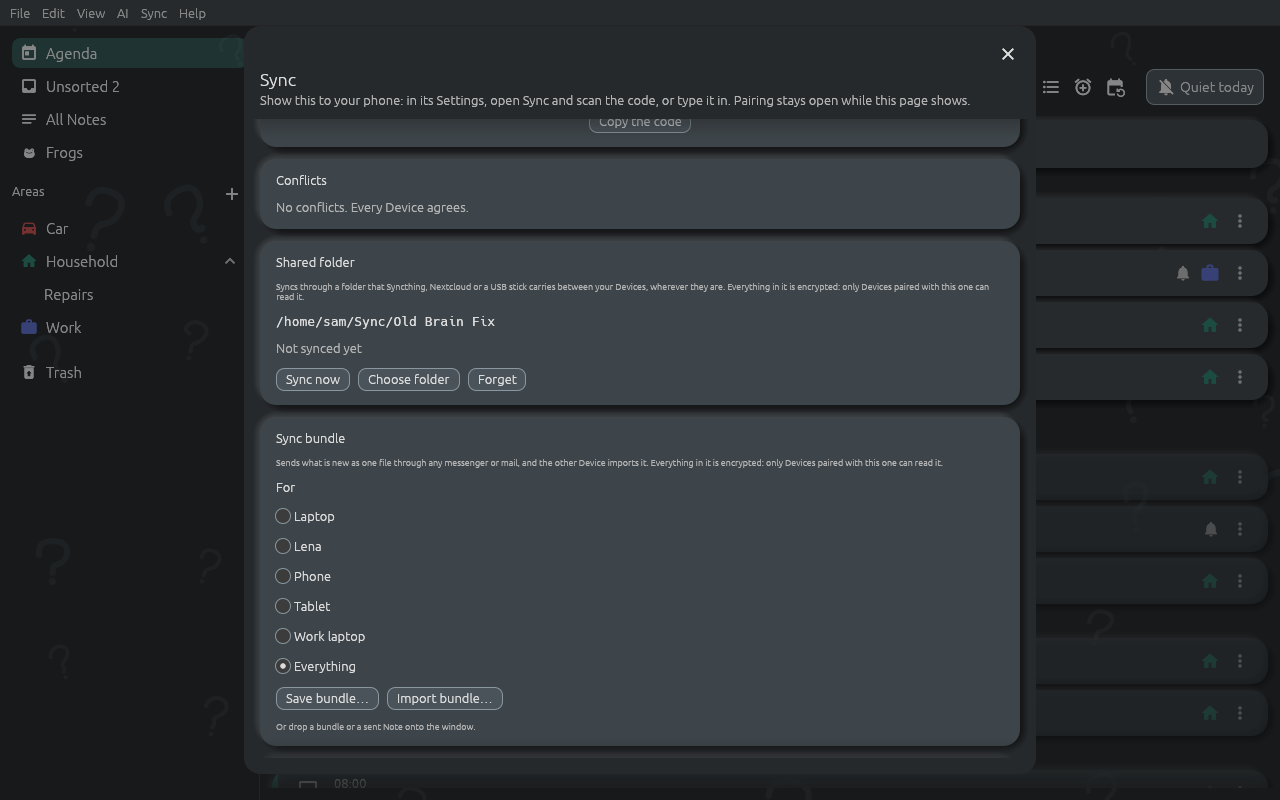 File Edit View AI Sync Help
Agenda
Unsorted 2
All Notes
Frogs
Areas
Car
Household
Repairs
Work
Trash
Quiet today
Sync
Show this to your phone: in its Settings, open Sync and scan the code, or type it in. Pairing stays open while this page shows.
Copy the code
Conflicts
No conflicts. Every Device agrees.
Shared folder
Syncs through a folder that Syncthing, Nextcloud or a USB stick carries between your Devices, wherever they are. Everything in it is encrypted: only Devices paired with this one can
read it.
/home/sam/Sync/Old Brain Fix
Not synced yet
Sync now Choose folder Forget
Sync bundle
Sends what is new as one file through any messenger or mail, and the other Device imports it. Everything in it is encrypted: only Devices paired with this one can read it.
For
Laptop
Lena
Phone
Tablet
Work laptop
Everything
Save bundle… Import bundle…
Or drop a bundle or a sent Note onto the window.
08:00